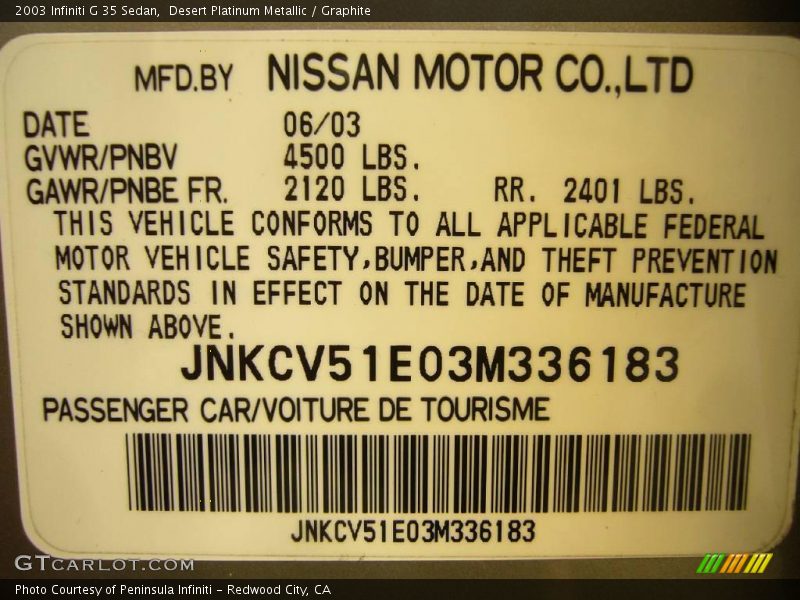 2003 Infiniti G 35 Sedan,  Desert Platinum Metallic / Graphite
MFD.BY NISSAN MOTOR CO.,LTD
DATE 06/03
GVWR/PNBV 4500 LBS.
GAWR/PNBE FR. 2120 LBS. RR. 2401 LBS.
THIS VEHICLE CONFORMS TO ALL APPLICABLE FEDERAL
MOTOR VEHICLE SAFETY,BUMPER,AND THEFT PREVENTION
STANDARDS IN EFFECT ON THE DATE OF MANUFACTURE
SHOWN ABOVE.
JNKCV51E03M336183
PASSENGER CAR/VOITURE DE TOURISME
JNKCV51E03M336183
GTCARLOT.COM
Photo Courtesy of Peninsula Infiniti - Redwood City, CA